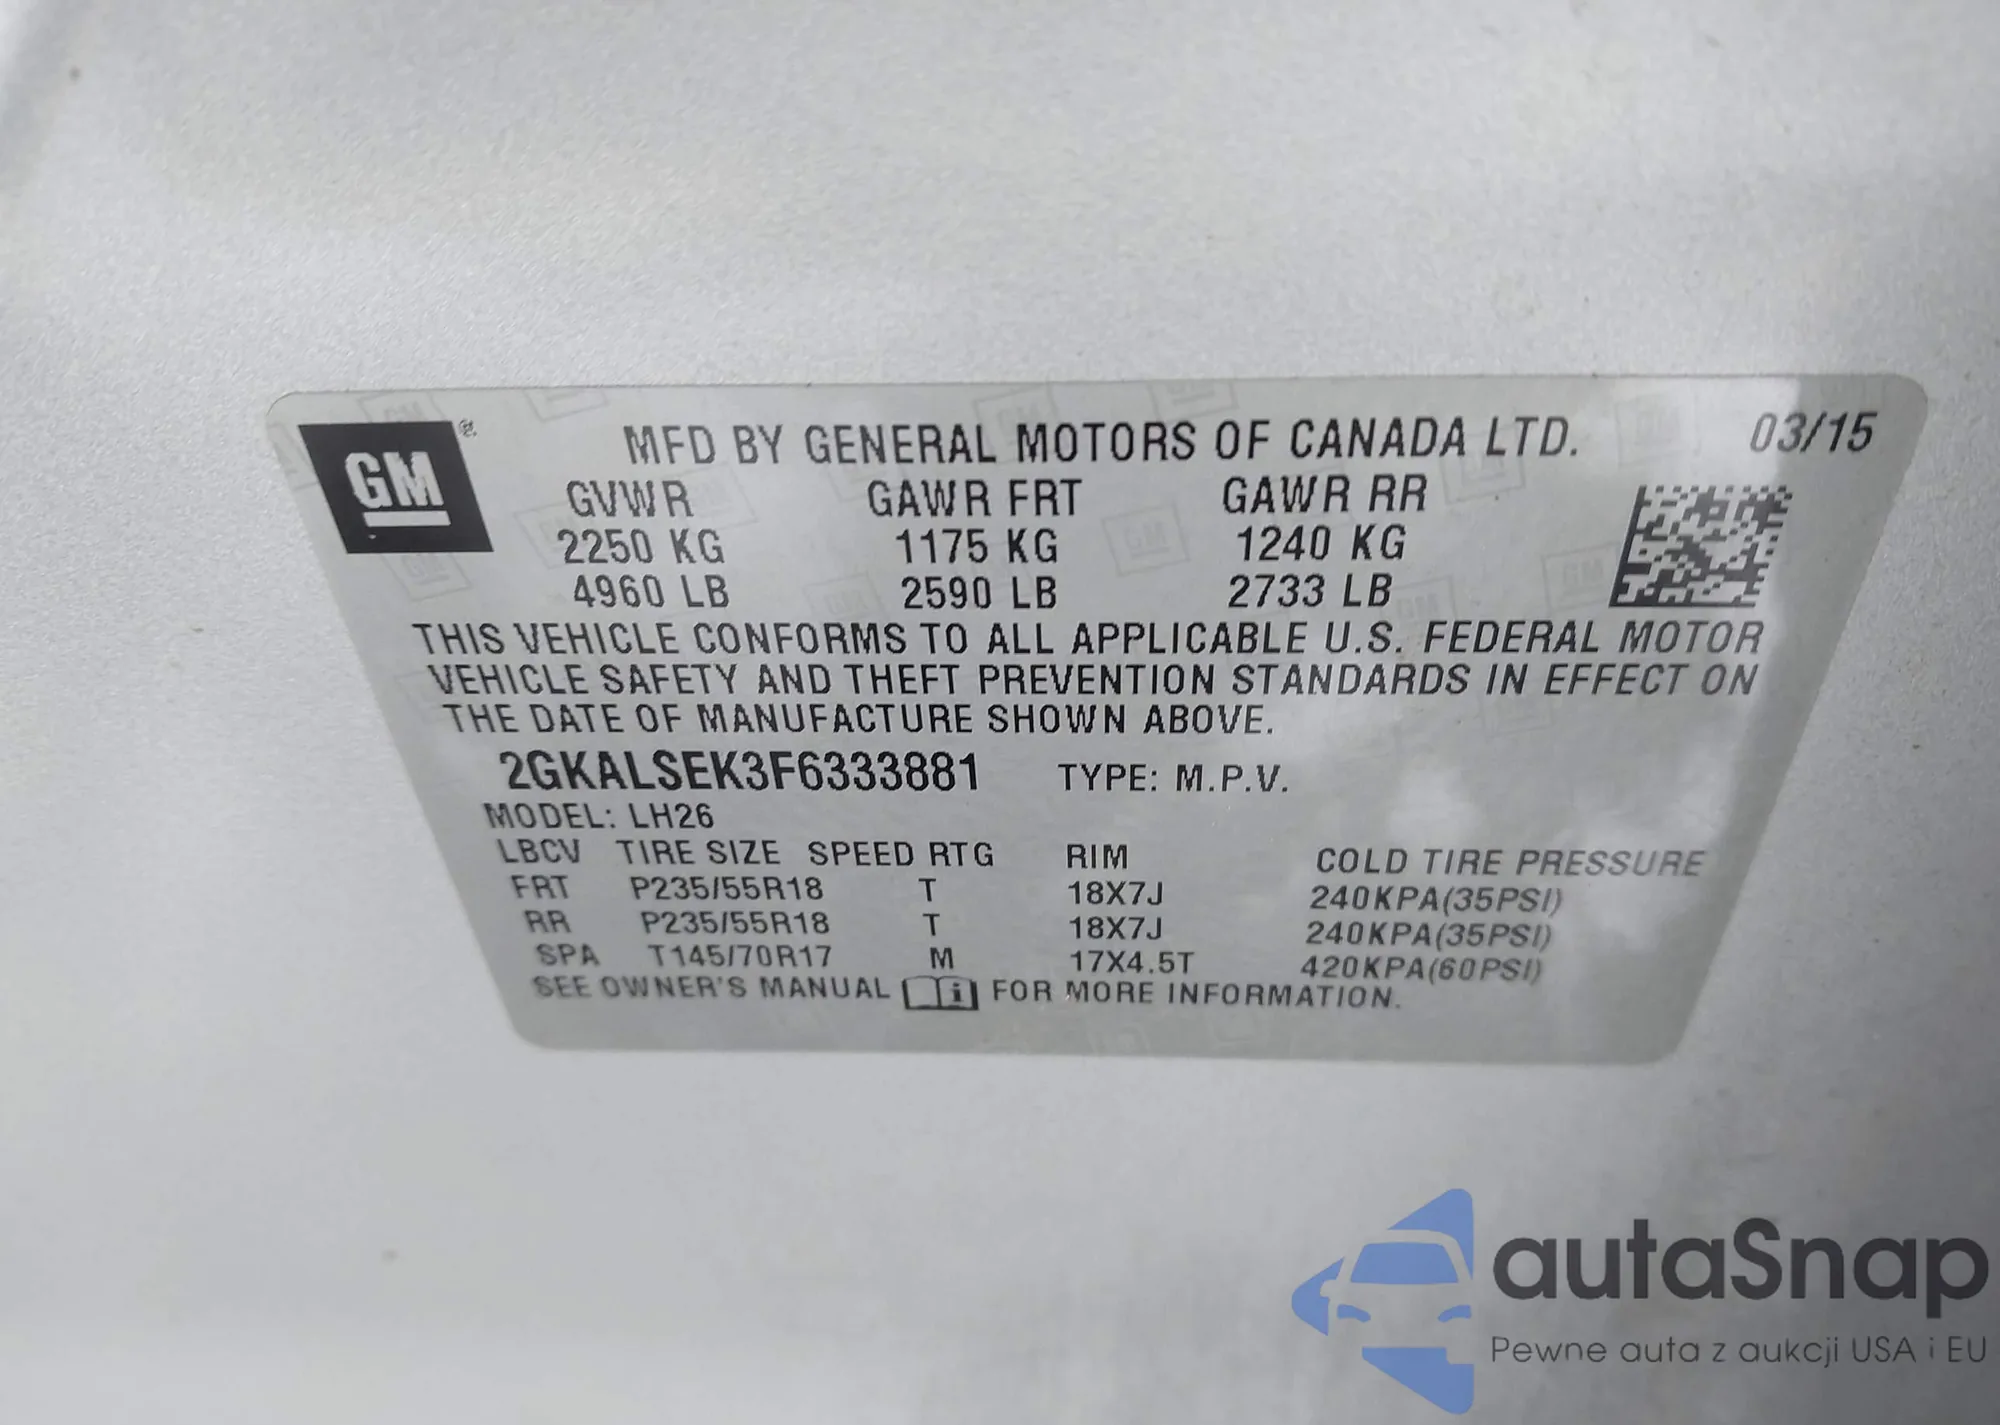 GM ®
MFD BY GENERAL MOTORS OF CANADA LTD. 03/15
GVWR GAWR FRT GAWR RR
2250 KG 1175 KG 1240 KG
4960 LB 2590 LB 2733 LB
THIS VEHICLE CONFORMS TO ALL APPLICABLE U.S. FEDERAL MOTOR
VEHICLE SAFETY AND THEFT PREVENTION STANDARDS IN EFFECT ON
THE DATE OF MANUFACTURE SHOWN ABOVE.
2GKALSEK3F6333881 TYPE: M.P.V.
MODEL: LH26
LBCV TIRE SIZE SPEED RTG RIM COLD TIRE PRESSURE
FRT P235/55R18 T 18X7J 240KPA(35PSI)
RR P235/55R18 T 18X7J 240KPA(35PSI)
SPA T145/70R17 M 17X4.5T 420KPA(60PSI)
SEE OWNER'S MANUAL i FOR MORE INFORMATION.
autaSnap
Pewne auta z aukcji USA i EU